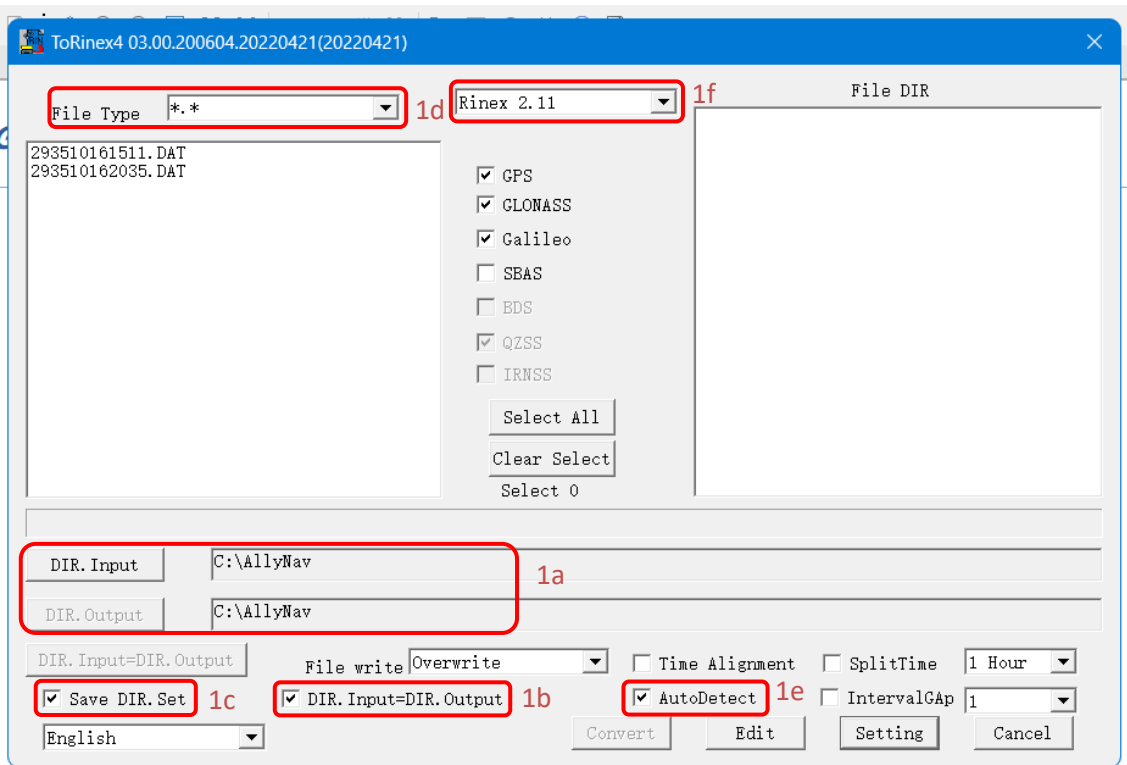 ToRinex4 03.00.200604.20220421(20220421)
File Type *.* 1d Rinex 2.11 1f File DIR
293510161511.DAT
293510162035.DAT
GPS
GLONASS
Galileo
SBAS
BDS
QZSS
IRNSS
Select All
Clear Select
Select 0
DIR.Input C:\AllyNav
1a
DIR.Output C:\AllyNav
DIR.Input=DIR.Output File write Overwrite Time Alignment SplitTime 1 Hour
Save DIR.Set 1c DIR.Input=DIR.Output 1b AutoDetect 1e IntervalGAp 1
English Convert Edit Setting Cancel